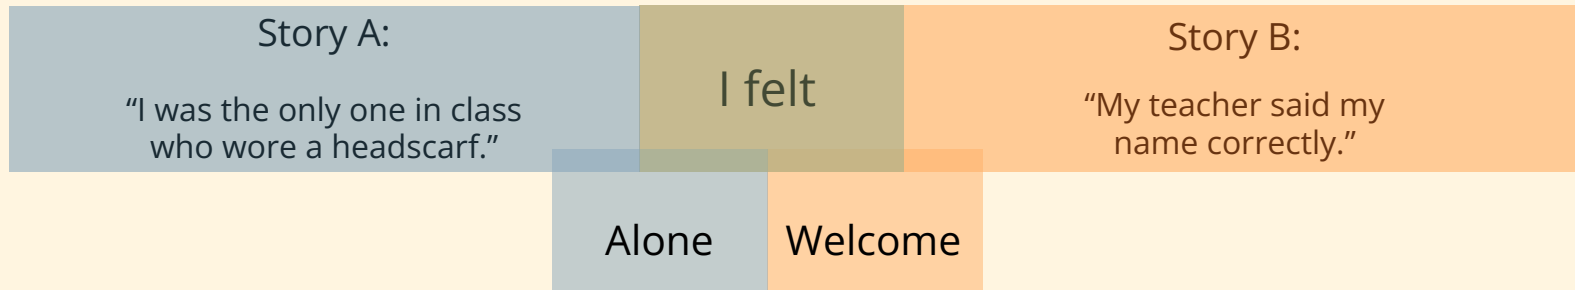 Story A:
“I was the only one in class
who wore a headscarf.”
I felt
Story B:
“My teacher said my
name correctly.”
Alone
Welcome